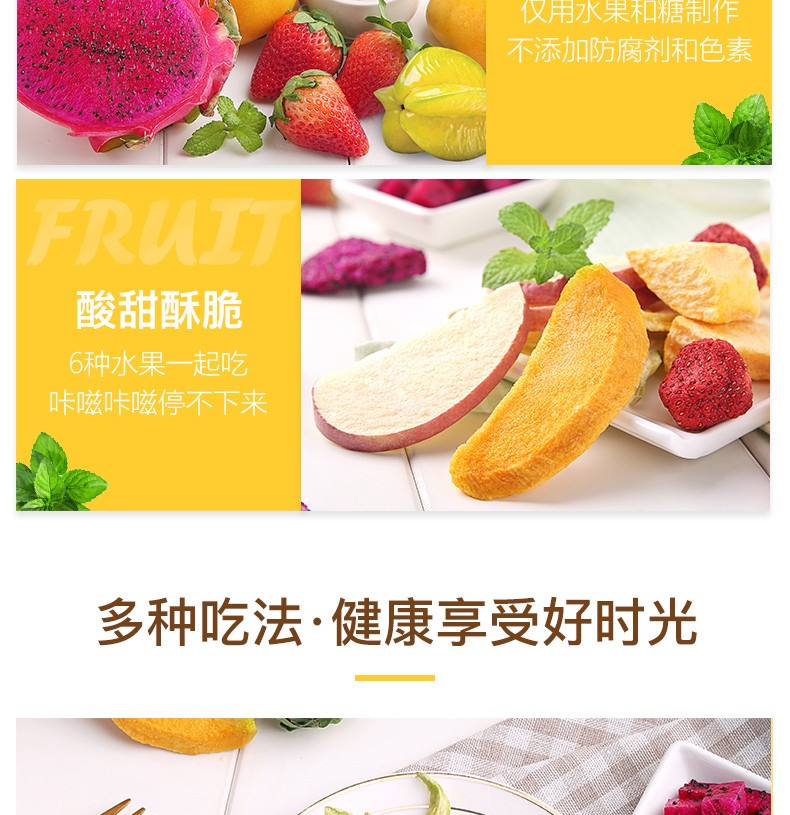 仅用水果和糖制作
不添加防腐剂和色素
FRUIT
酸甜酥脆
6种水果一起吃
咔嗞咔嗞停不下来
多种吃法·健康享受好时光